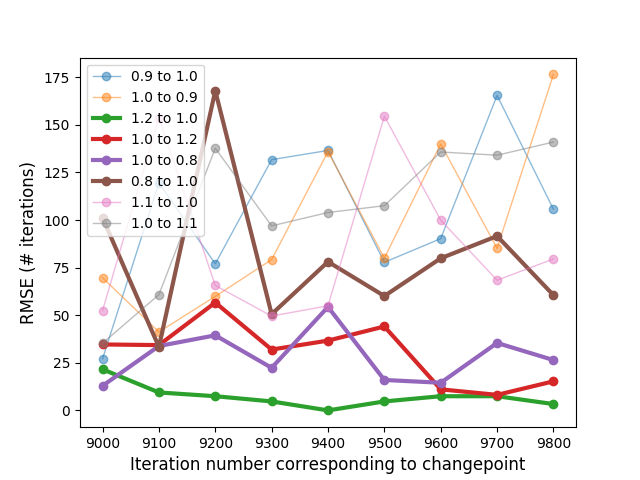 175
150
125
100
75
50
25
0
RMSE (# iterations)
0.9 to 1.0
1.0 to 0.9
1.2 to 1.0
1.0 to 1.2
1.0 to 0.8
0.8 to 1.0
1.1 to 1.0
1.0 to 1.1
9000 9100 9200 9300 9400 9500 9600 9700 9800
Iteration number corresponding to changepoint